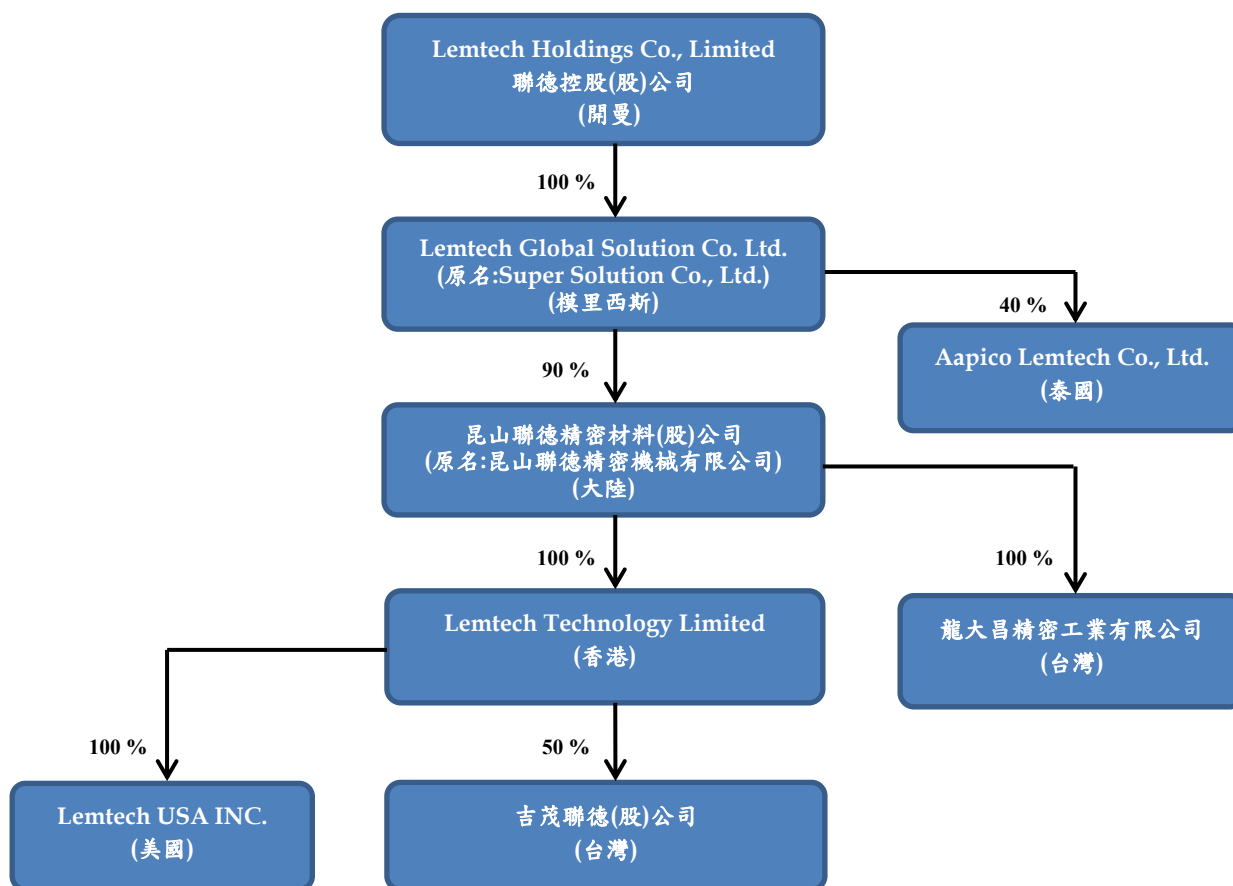 Lemtech Holdings Co., Limited
聯德控股(股)公司
(開曼)
100 %
Lemtech Global Solution Co. Ltd.
(原名:Super Solution Co., Ltd.)
(模里西斯)
40 %
Aapico Lemtech Co., Ltd.
(泰國)
90 %
昆山聯德精密材料(股)公司
(原名:昆山聯德精密機械有限公司)
(大陸)
100 %
100 %
Lemtech Technology Limited
(香港)
龍大昌精密工業有限公司
(台灣)
100 %
50 %
Lemtech USA INC.
(美國)
吉茂聯德(股)公司
(台灣)